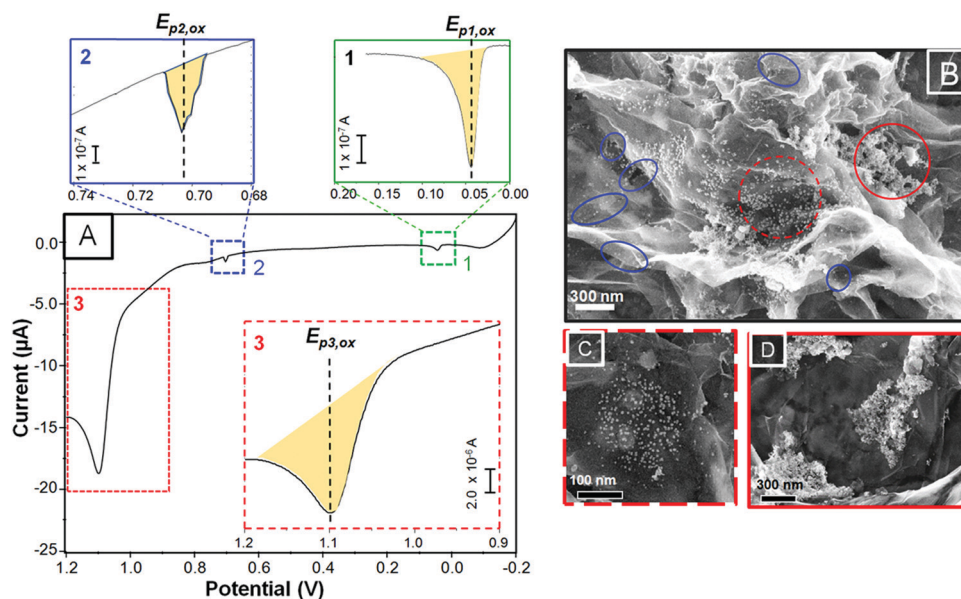 E_p2,ox
2
1 x 10^-7 A
0.74 0.72 0.70 0.68
E_p1,ox
1
1 x 10^-7 A
0.20 0.15 0.10 0.05 0.00
A
2
1
3
3
E_p3,ox
2.0 x 10^-6 A
1.2 1.1 1.0 0.9
0.0
-5.0
-10
-15
-20
-25
Current (µA)
1.2 1.0 0.8 0.6 0.4 0.2 0.0 -0.2
Potential (V)
B
300 nm
C
100 nm
D
300 nm